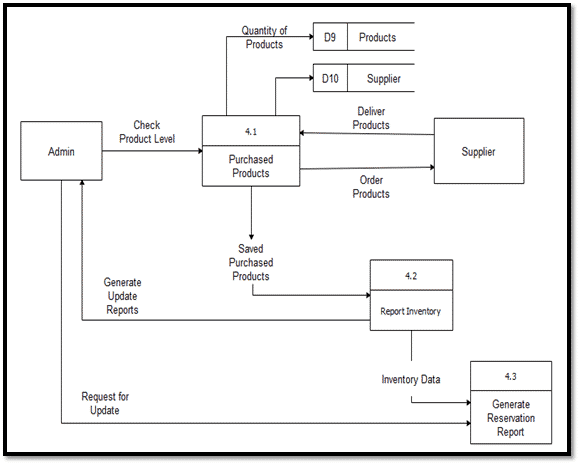 Quantity of
Products
D9 Products
D10 Supplier
Deliver
Products
Check
Product Level
4.1
Admin
Purchased
Products
Supplier
Order
Products
Saved
Purchased
Products
4.2
Generate
Update
Reports
Report Inventory
Inventory Data
4.3
Request for
Update
Generate
Reservation
Report